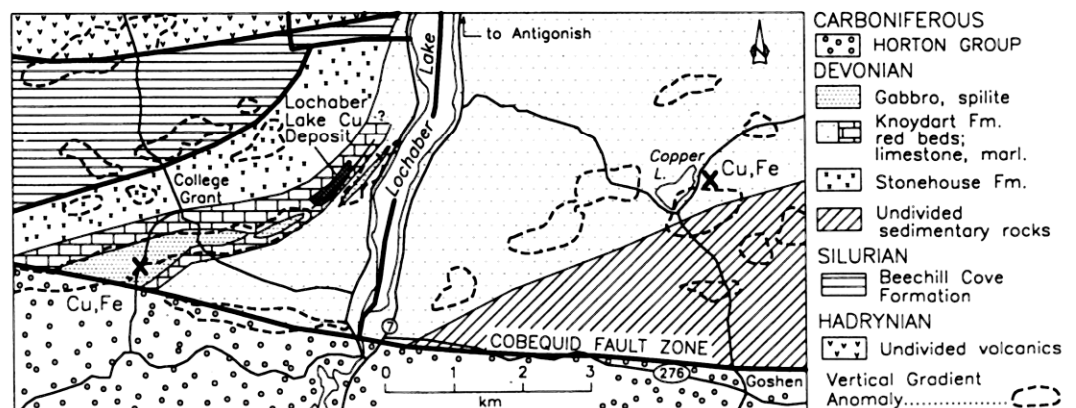 to Antigonish
Lochaber
Lake Cu
Deposit
?
Lochaber Lake
College
Grant
Copper
L.
Cu,Fe
Cu,Fe
7
COBEQUID FAULT ZONE
276
Goshen
0 1 2 3
km
CARBONIFEROUS
HORTON GROUP
DEVONIAN
Gabbro, spilite
Knoydart Fm.
red beds;
limestone, marl.
Stonehouse Fm.
Undivided
sedimentary rocks
SILURIAN
Beechill Cove
Formation
HADRYNIAN
Undivided volcanics
Vertical Gradient
Anomaly..............